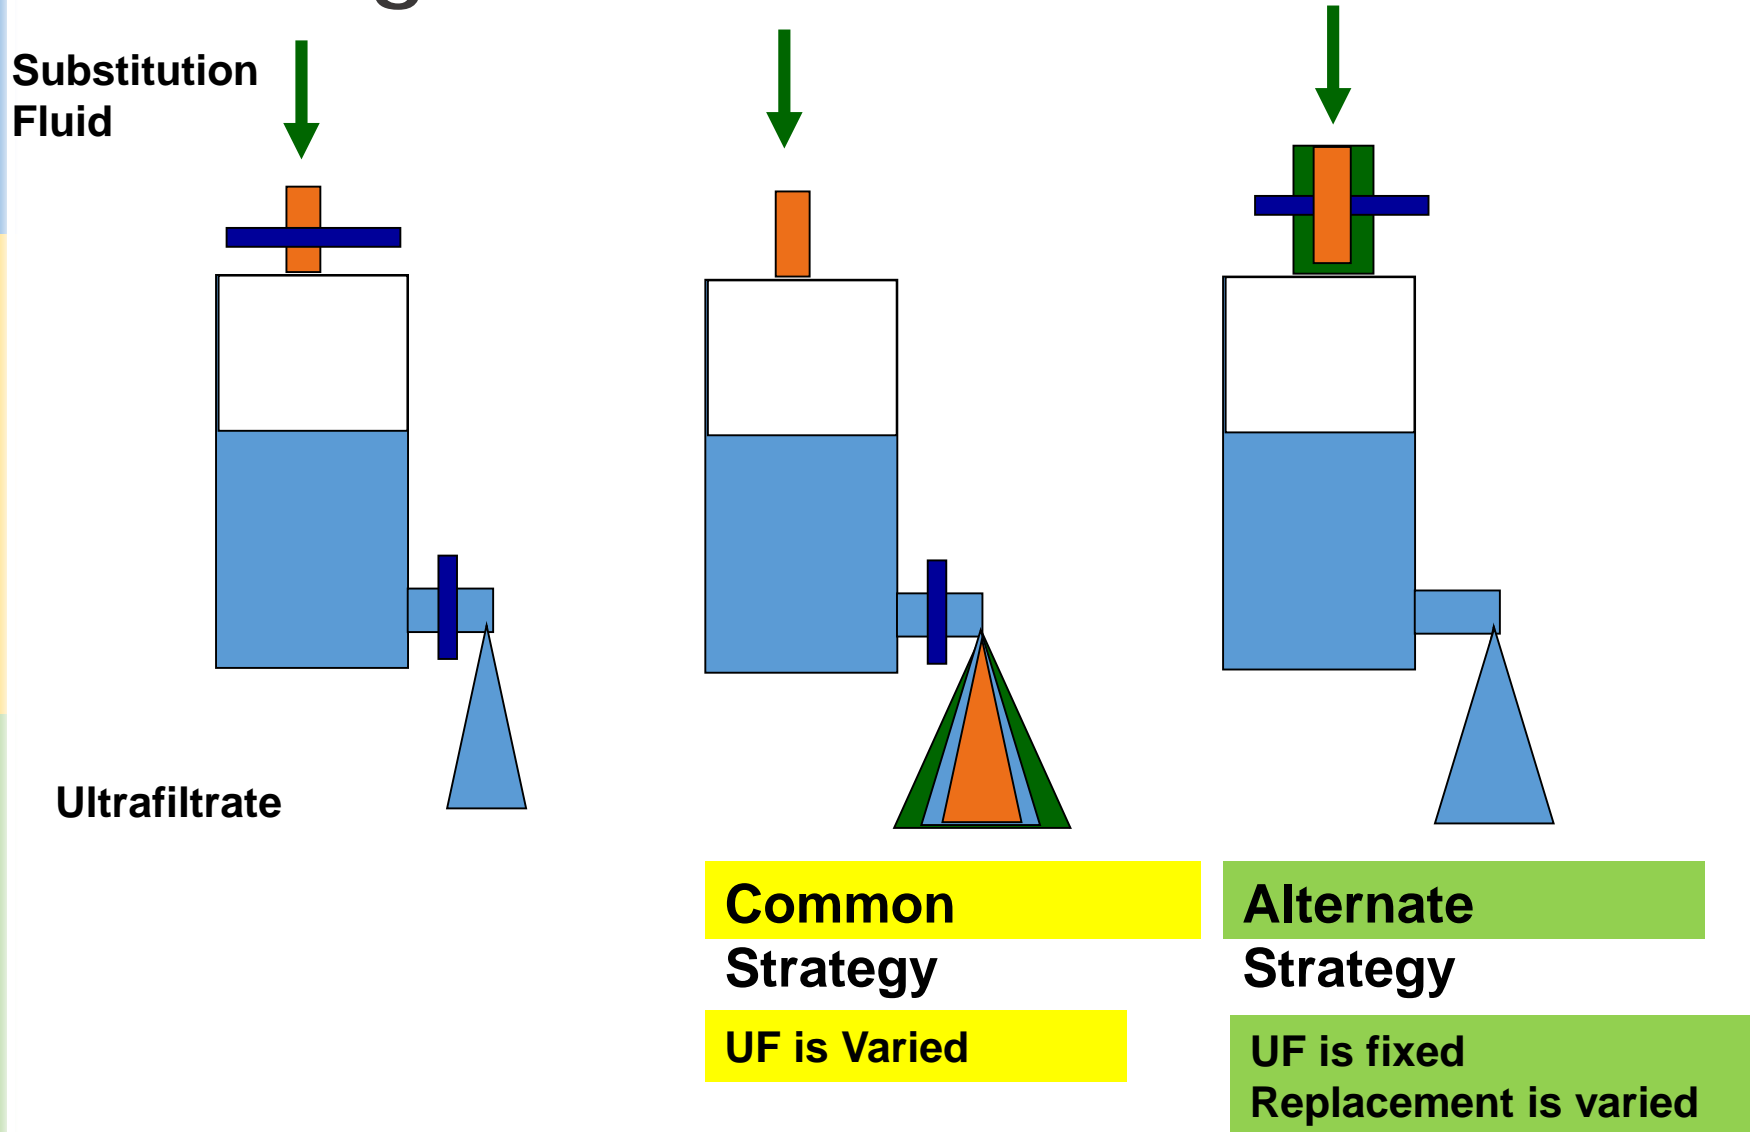 Substitution
Fluid
Ultrafiltrate
Common
Strategy
UF is Varied
Alternate
Strategy
UF is fixed
Replacement is varied